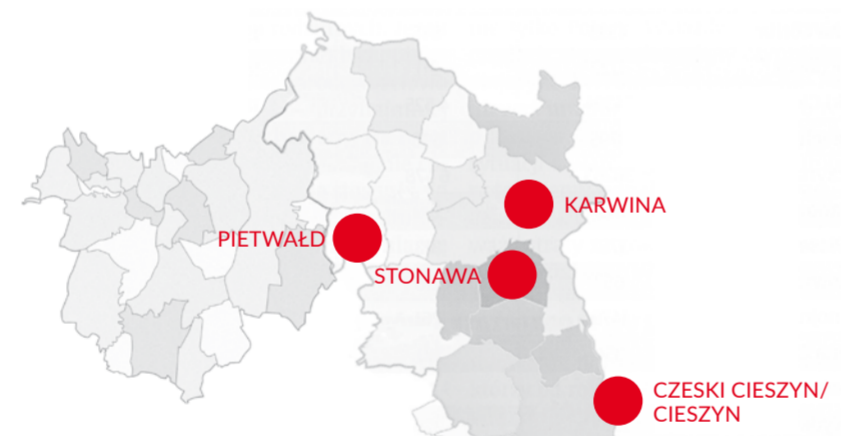 KARWINA
PIETWAŁD
STONAWA
CZESKI CIESZYN/
CIESZYN